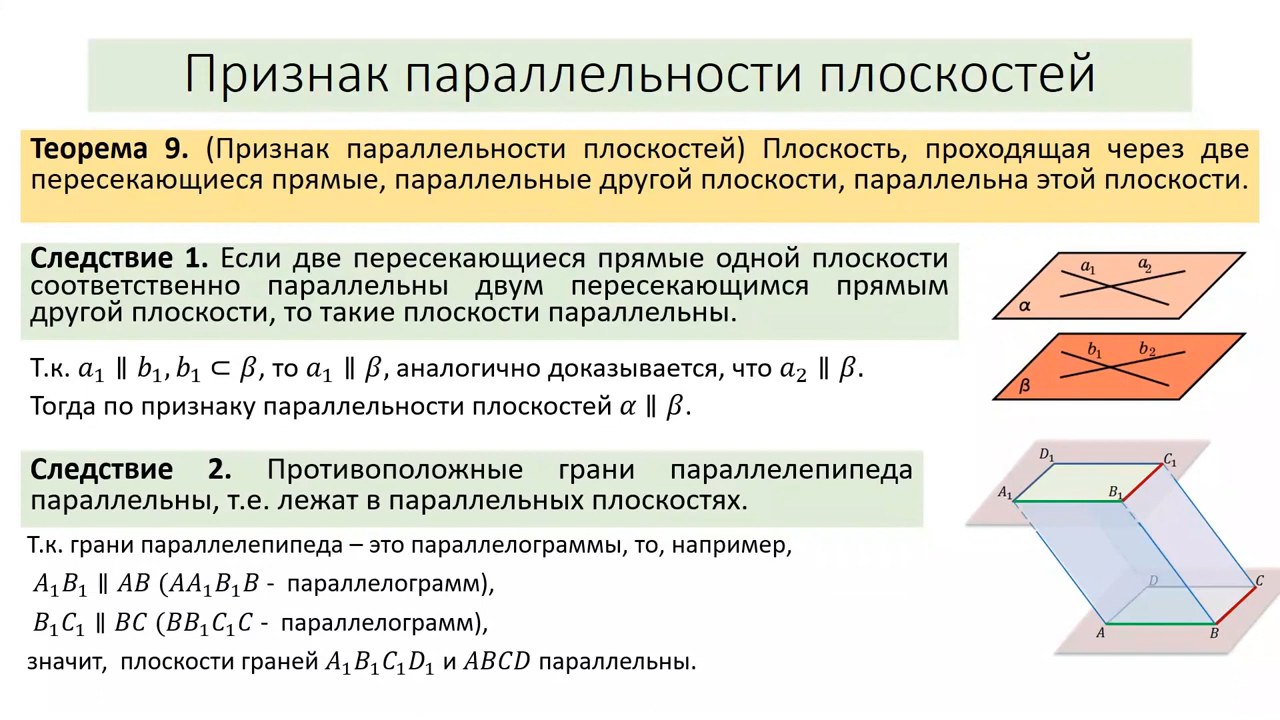 Признак параллельности плоскостей
Теорема 9. (Признак параллельности плоскостей) Плоскость, проходящая через две
пересекающиеся прямые, параллельные другой плоскости, параллельна этой плоскости.
Следствие 1. Если две пересекающиеся прямые одной плоскости
соответственно параллельны двум пересекающимся прямым
другой плоскости, то такие плоскости параллельны.
a₁ a₂
α
b₁ b₂
β
Т.к. a₁ ∥ b₁, b₁ ⊂ β, то a₁ ∥ β, аналогично доказывается, что a₂ ∥ β.
Тогда по признаку параллельности плоскостей α ∥ β.
Следствие 2. Противоположные грани параллелепипеда
параллельны, т.е. лежат в параллельных плоскостях.
Т.к. грани параллелепипеда – это параллелограммы, то, например,
A₁B₁ ∥ AB (AA₁B₁B - параллелограмм),
B₁C₁ ∥ BC (BB₁C₁C - параллелограмм),
значит, плоскости граней A₁B₁C₁D₁ и ABCD параллельны.
D₁ C₁
A₁ B₁
D C
A B